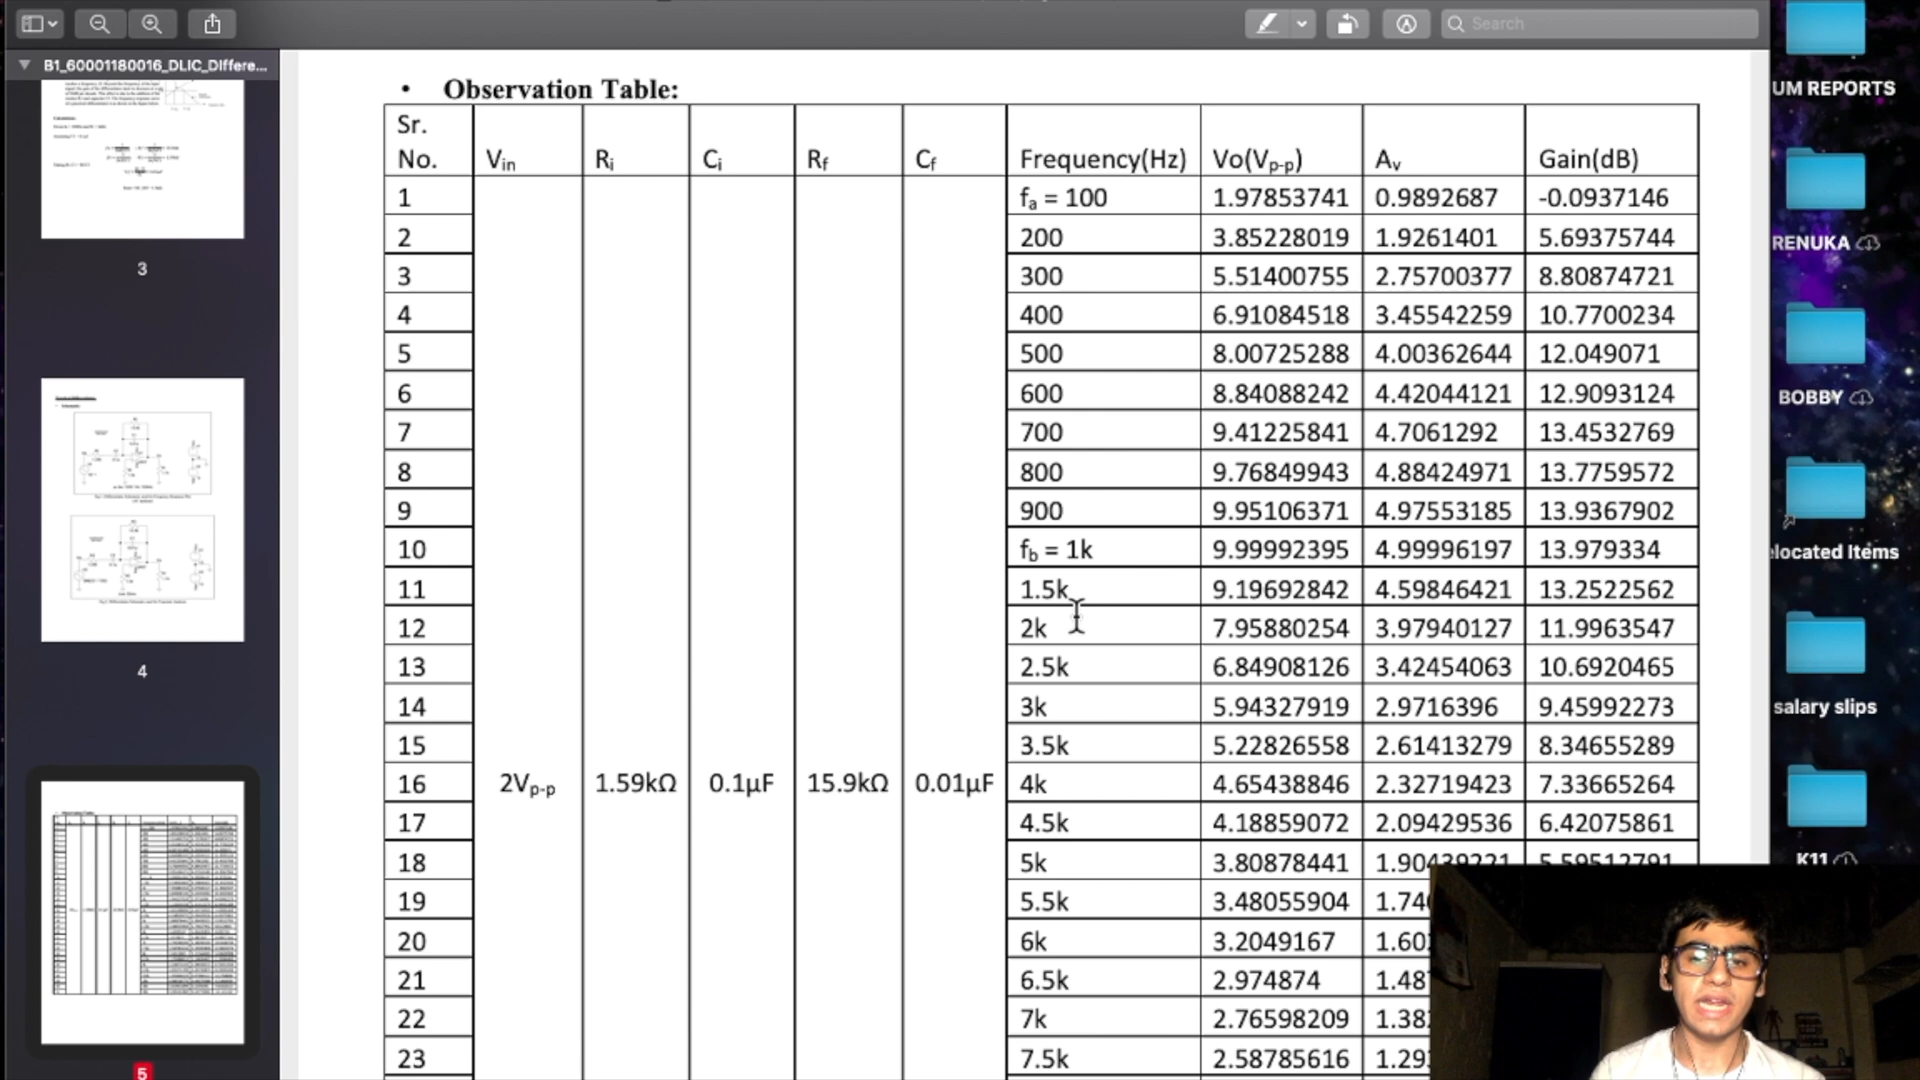 Search
B1_60001180016_DLIC_DIffere...
3
4
5
• Observation Table:
Sr. No. Vin Ri Ci Rf Cf Frequency(Hz) Vo(Vp-p) Av Gain(dB)
1 fa = 100 1.97853741 0.9892687 -0.0937146
2 200 3.85228019 1.9261401 5.69375744
3 300 5.51400755 2.75700377 8.80874721
4 400 6.91084518 3.45542259 10.7700234
5 500 8.00725288 4.00362644 12.049071
6 600 8.84088242 4.42044121 12.9093124
7 700 9.41225841 4.7061292 13.4532769
8 800 9.76849943 4.88424971 13.7759572
9 900 9.95106371 4.97553185 13.9367902
10 fb = 1k 9.99992395 4.99996197 13.979334
11 1.5k 9.19692842 4.59846421 13.2522562
12 2k 7.95880254 3.97940127 11.9963547
13 2.5k 6.84908126 3.42454063 10.6920465
14 3k 5.94327919 2.9716396 9.45992273
15 3.5k 5.22826558 2.61413279 8.34655289
16 2Vp-p 1.59kΩ 0.1µF 15.9kΩ 0.01µF 4k 4.65438846 2.32719423 7.33665264
17 4.5k 4.18859072 2.09429536 6.42075861
18 5k 3.80878441 1.90439221 5.59512791
19 5.5k 3.48055904
20 6k 3.2049167
21 6.5k 2.974874
22 7k 2.76598209
23 7.5k 2.58785616
UM REPORTS
RENUKA
BOBBY
elocated Items
salary slips
K11